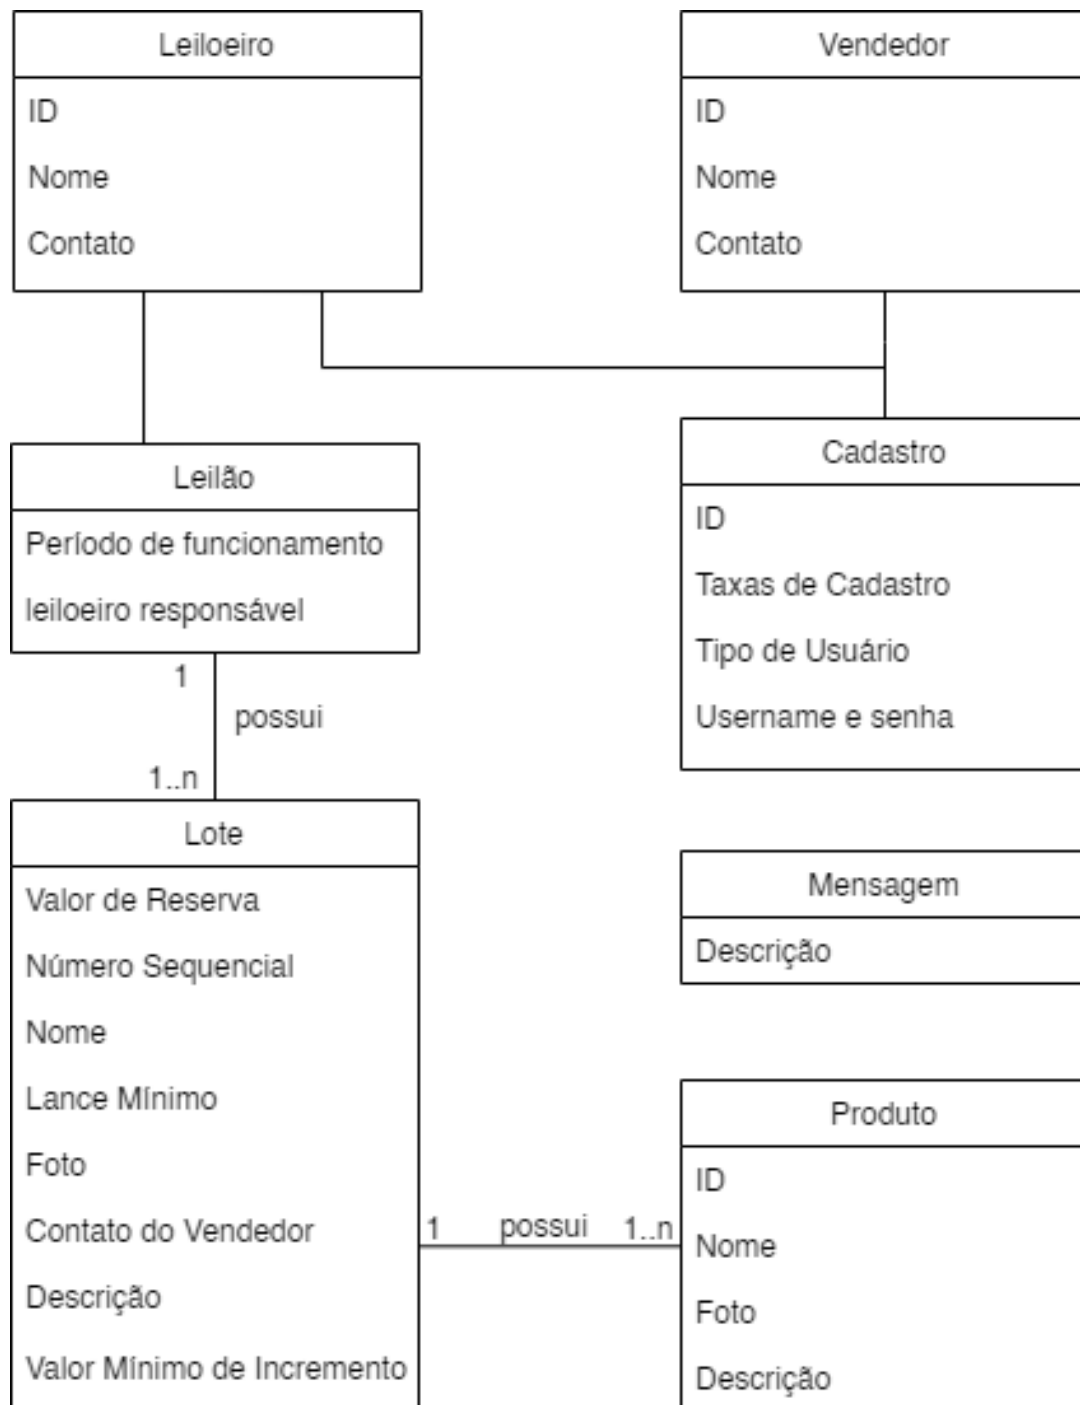 Leiloeiro
ID
Nome
Contato
Vendedor
ID
Nome
Contato
Leilão
Período de funcionamento
leiloeiro responsável
Cadastro
ID
Taxas de Cadastro
Tipo de Usuário
Username e senha
1
possui
1..n
Lote
Valor de Reserva
Número Sequencial
Nome
Lance Mínimo
Foto
Contato do Vendedor
Descrição
Valor Mínimo de Incremento
Mensagem
Descrição
1 possui 1..n
Produto
ID
Nome
Foto
Descrição